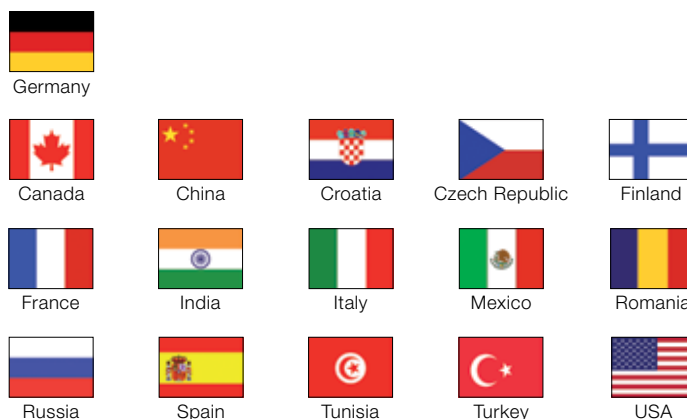 Germany
Canada China Croatia Czech Republic Finland
France India Italy Mexico Romania
Russia Spain Tunisia Turkey USA